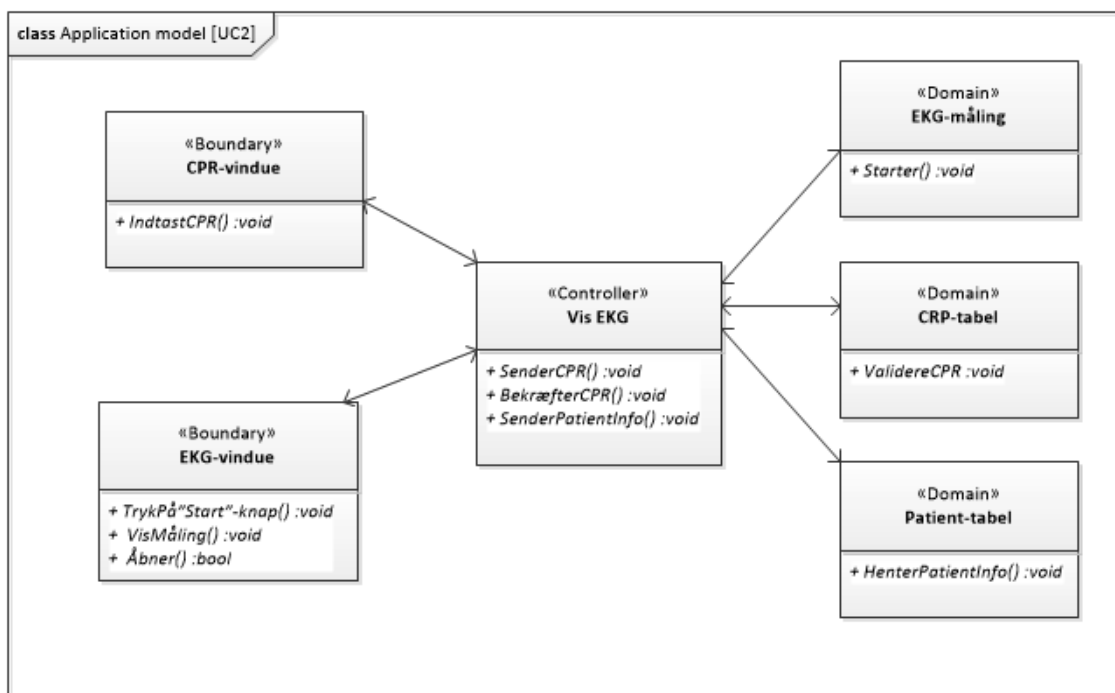 class Application model [UC2]
«Boundary»
CPR-vindue
+ IndtastCPR() :void
«Boundary»
EKG-vindue
+ TrykPå”Start”-knap() :void
+ VisMåling() :void
+ Åbner() :bool
«Controller»
Vis EKG
+ SenderCPR() :void
+ BekræfterCPR() :void
+ SenderPatientInfo() :void
«Domain»
EKG-måling
+ Starter() :void
«Domain»
CRP-tabel
+ ValidereCPR :void
«Domain»
Patient-tabel
+ HenterPatientInfo() :void